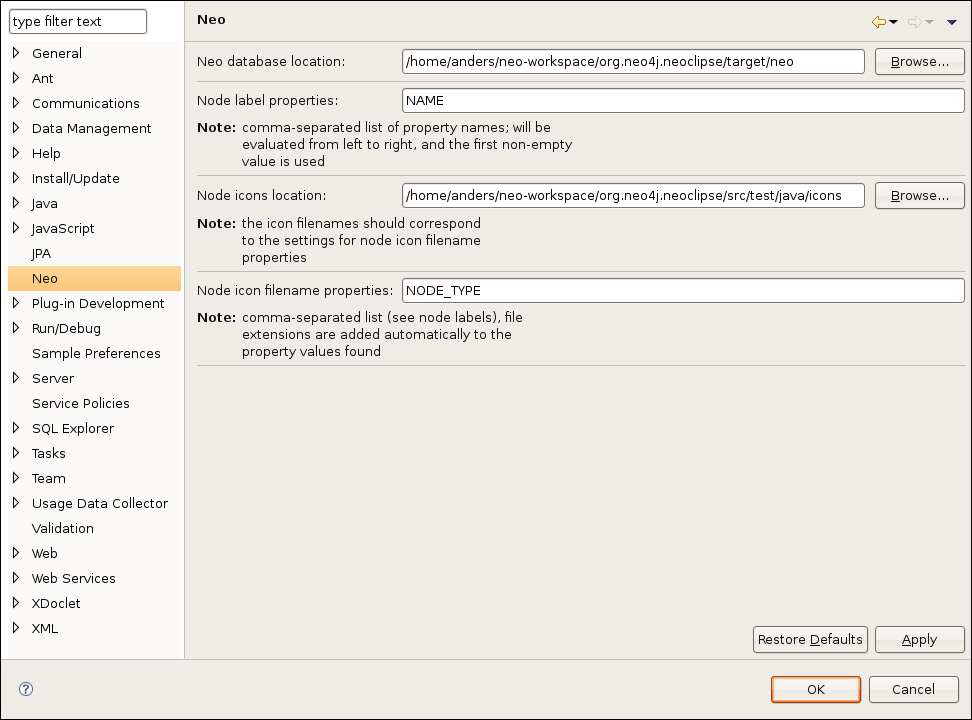 type filter text
General
Ant
Communications
Data Management
Help
Install/Update
Java
JavaScript
JPA
Neo
Plug-in Development
Run/Debug
Sample Preferences
Server
Service Policies
SQL Explorer
Tasks
Team
Usage Data Collector
Validation
Web
Web Services
XDoclet
XML
Neo
Neo database location: /home/anders/neo-workspace/org.neo4j.neoclipse/target/neo Browse...
Node label properties: NAME
Note: comma-separated list of property names; will be
evaluated from left to right, and the first non-empty
value is used
Node icons location: /home/anders/neo-workspace/org.neo4j.neoclipse/src/test/java/icons Browse...
Note: the icon filenames should correspond
to the settings for node icon filename
properties
Node icon filename properties: NODE_TYPE
Note: comma-separated list (see node labels), file
extensions are added automatically to the
property values found
Restore Defaults Apply
? OK Cancel